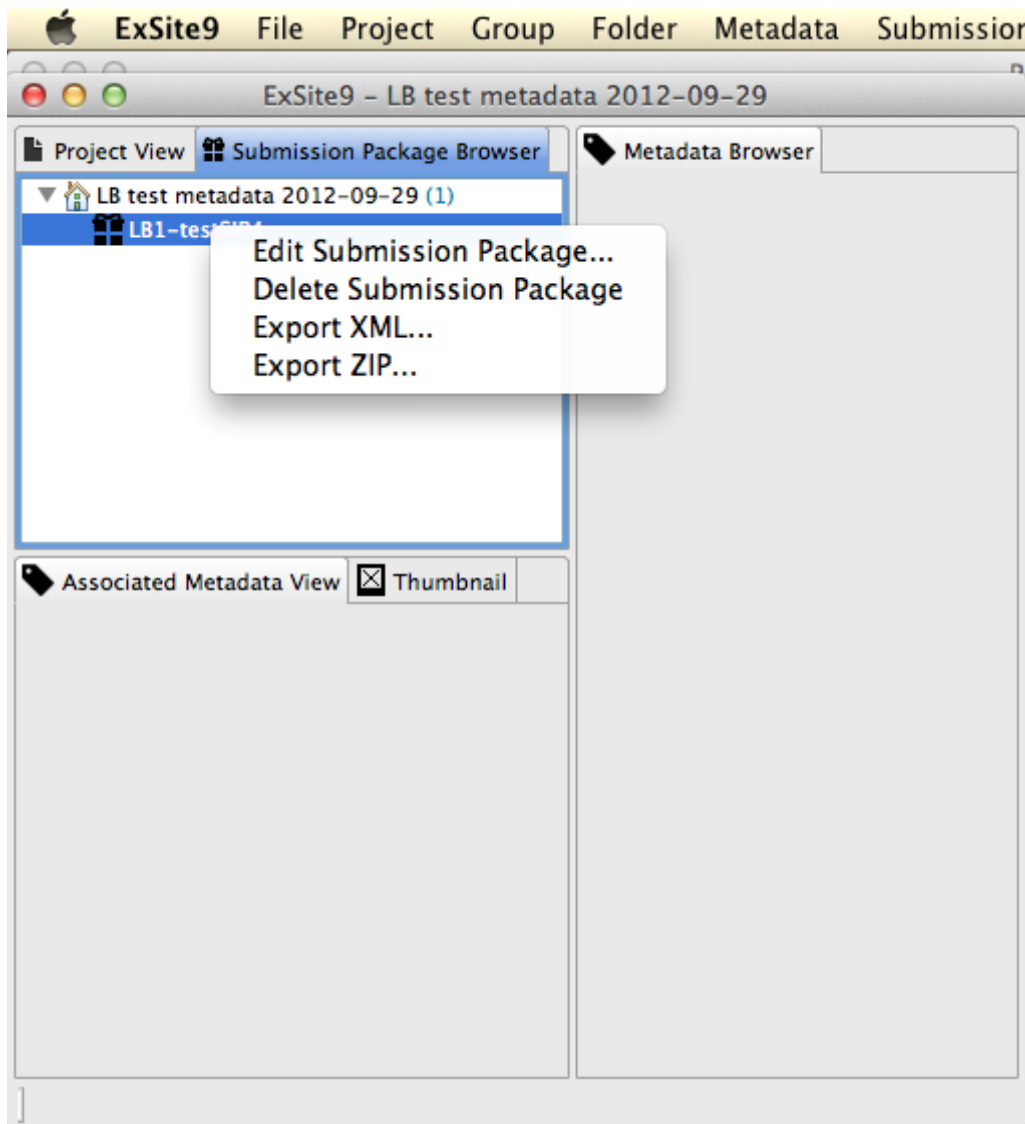 ExSite9 File Project Group Folder Metadata Submission
ExSite9 – LB test metadata 2012-09-29
Project View Submission Package Browser Metadata Browser
LB test metadata 2012-09-29 (1)
Edit Submission Package...
Delete Submission Package
Export XML...
Export ZIP...
Associated Metadata View Thumbnail